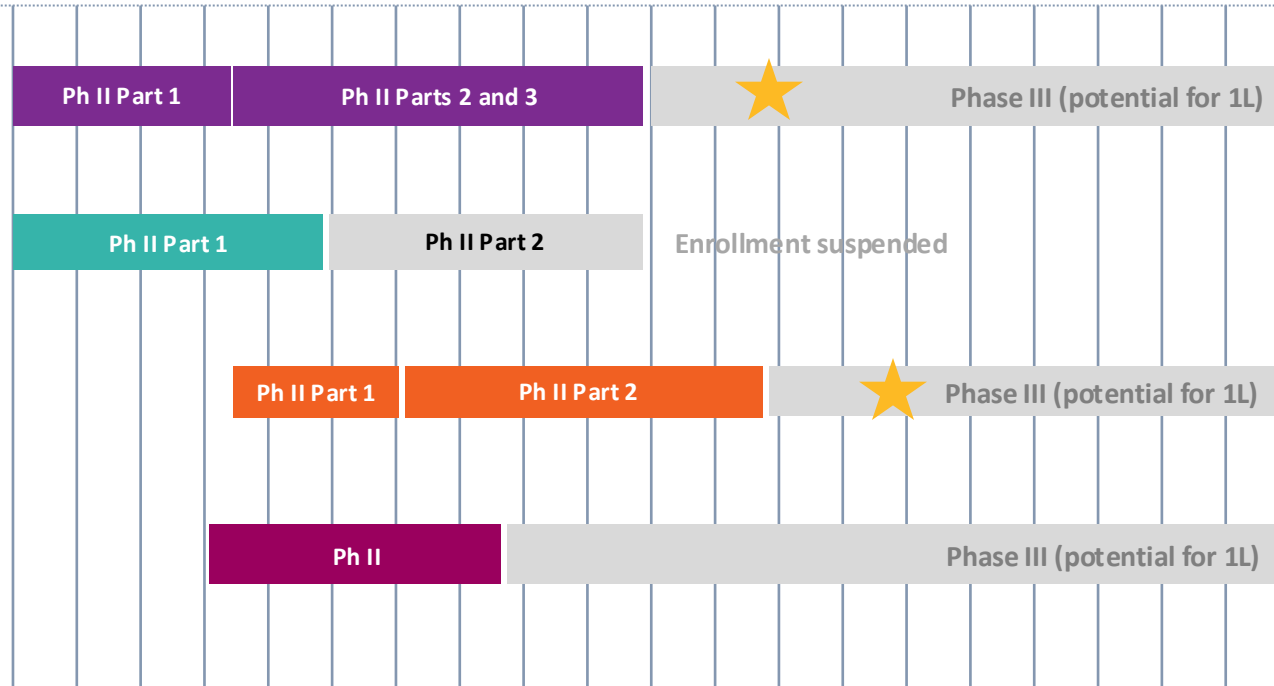 Ph II Part 1
Ph II Parts 2 and 3
Phase III (potential for 1L)
Ph II Part 1
Ph II Part 2
Enrollment suspended
Ph II Part 1
Ph II Part 2
Phase III (potential for 1L)
Ph II
Phase III (potential for 1L)